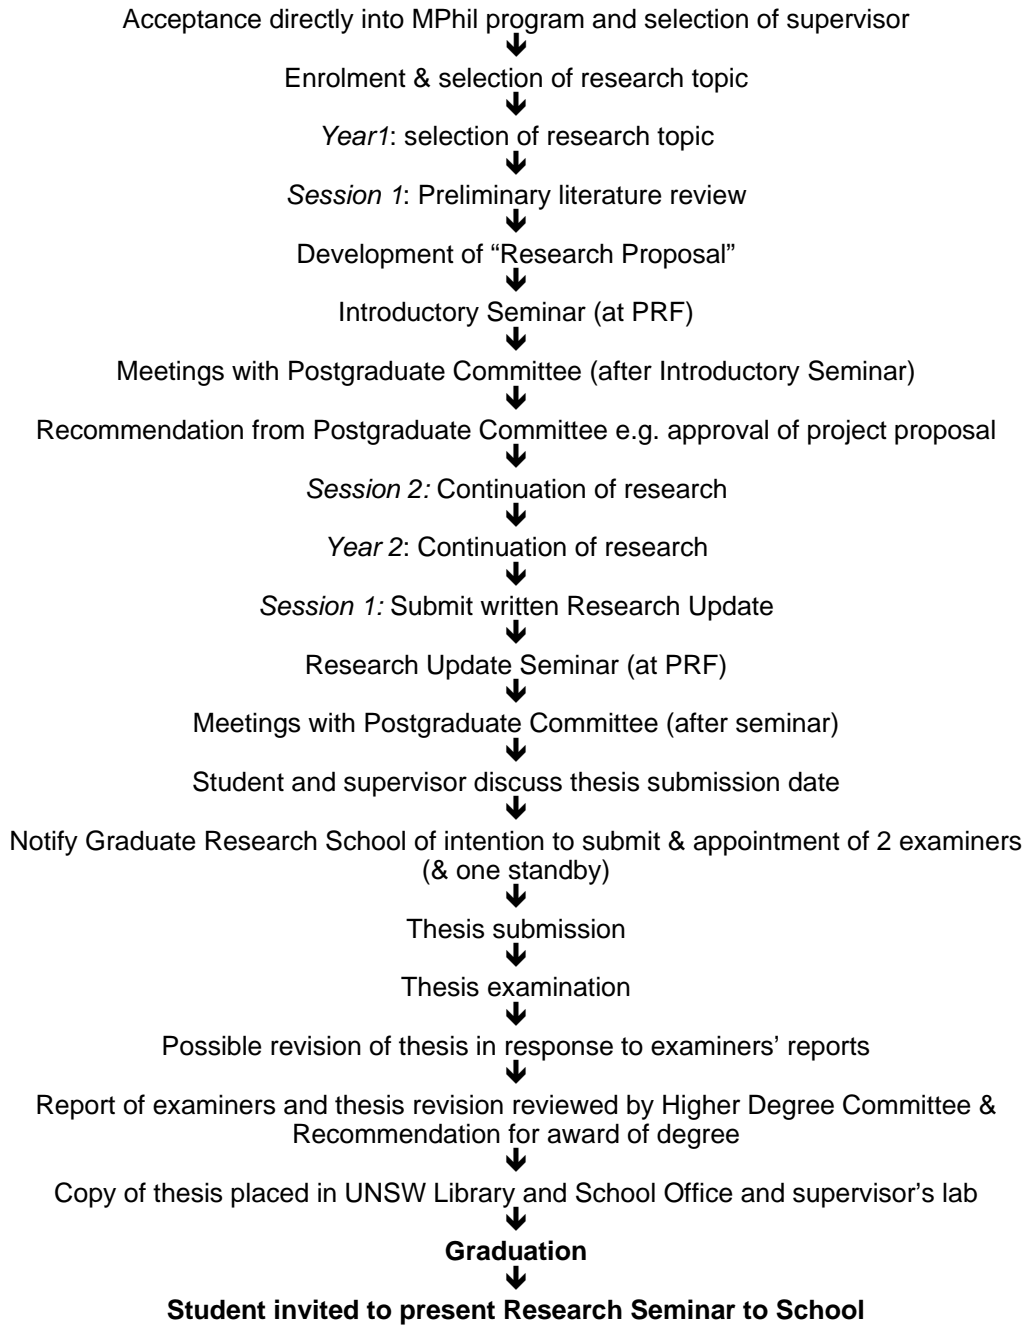 Acceptance directly into MPhil program and selection of supervisor
Enrolment & selection of research topic
Year1: selection of research topic
Session 1: Preliminary literature review
Development of “Research Proposal”
Introductory Seminar (at PRF)
Meetings with Postgraduate Committee (after Introductory Seminar)
Recommendation from Postgraduate Committee e.g. approval of project proposal
Session 2: Continuation of research
Year 2: Continuation of research
Session 1: Submit written Research Update
Research Update Seminar (at PRF)
Meetings with Postgraduate Committee (after seminar)
Student and supervisor discuss thesis submission date
Notify Graduate Research School of intention to submit & appointment of 2 examiners
(& one standby)
Thesis submission
Thesis examination
Possible revision of thesis in response to examiners’ reports
Report of examiners and thesis revision reviewed by Higher Degree Committee &
Recommendation for award of degree
Copy of thesis placed in UNSW Library and School Office and supervisor’s lab
Graduation
Student invited to present Research Seminar to School